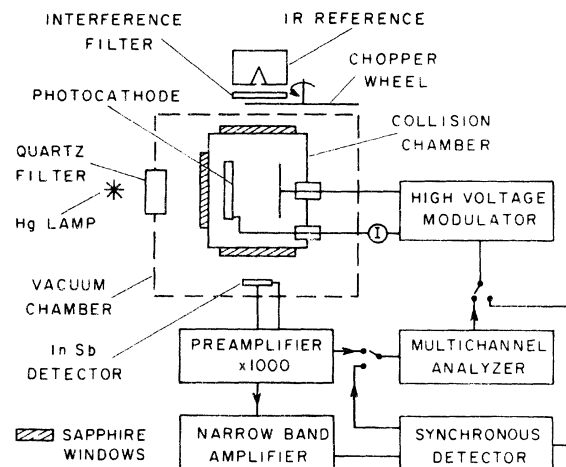 INTERFERENCE
FILTER
IR REFERENCE
CHOPPER
WHEEL
PHOTOCATHODE
COLLISION
CHAMBER
QUARTZ
FILTER
Hg LAMP
HIGH VOLTAGE
MODULATOR
I
VACUUM
CHAMBER
In Sb
DETECTOR
PREAMPLIFIER
x1000
MULTICHANNEL
ANALYZER
SAPPHIRE
WINDOWS
NARROW BAND
AMPLIFIER
SYNCHRONOUS
DETECTOR